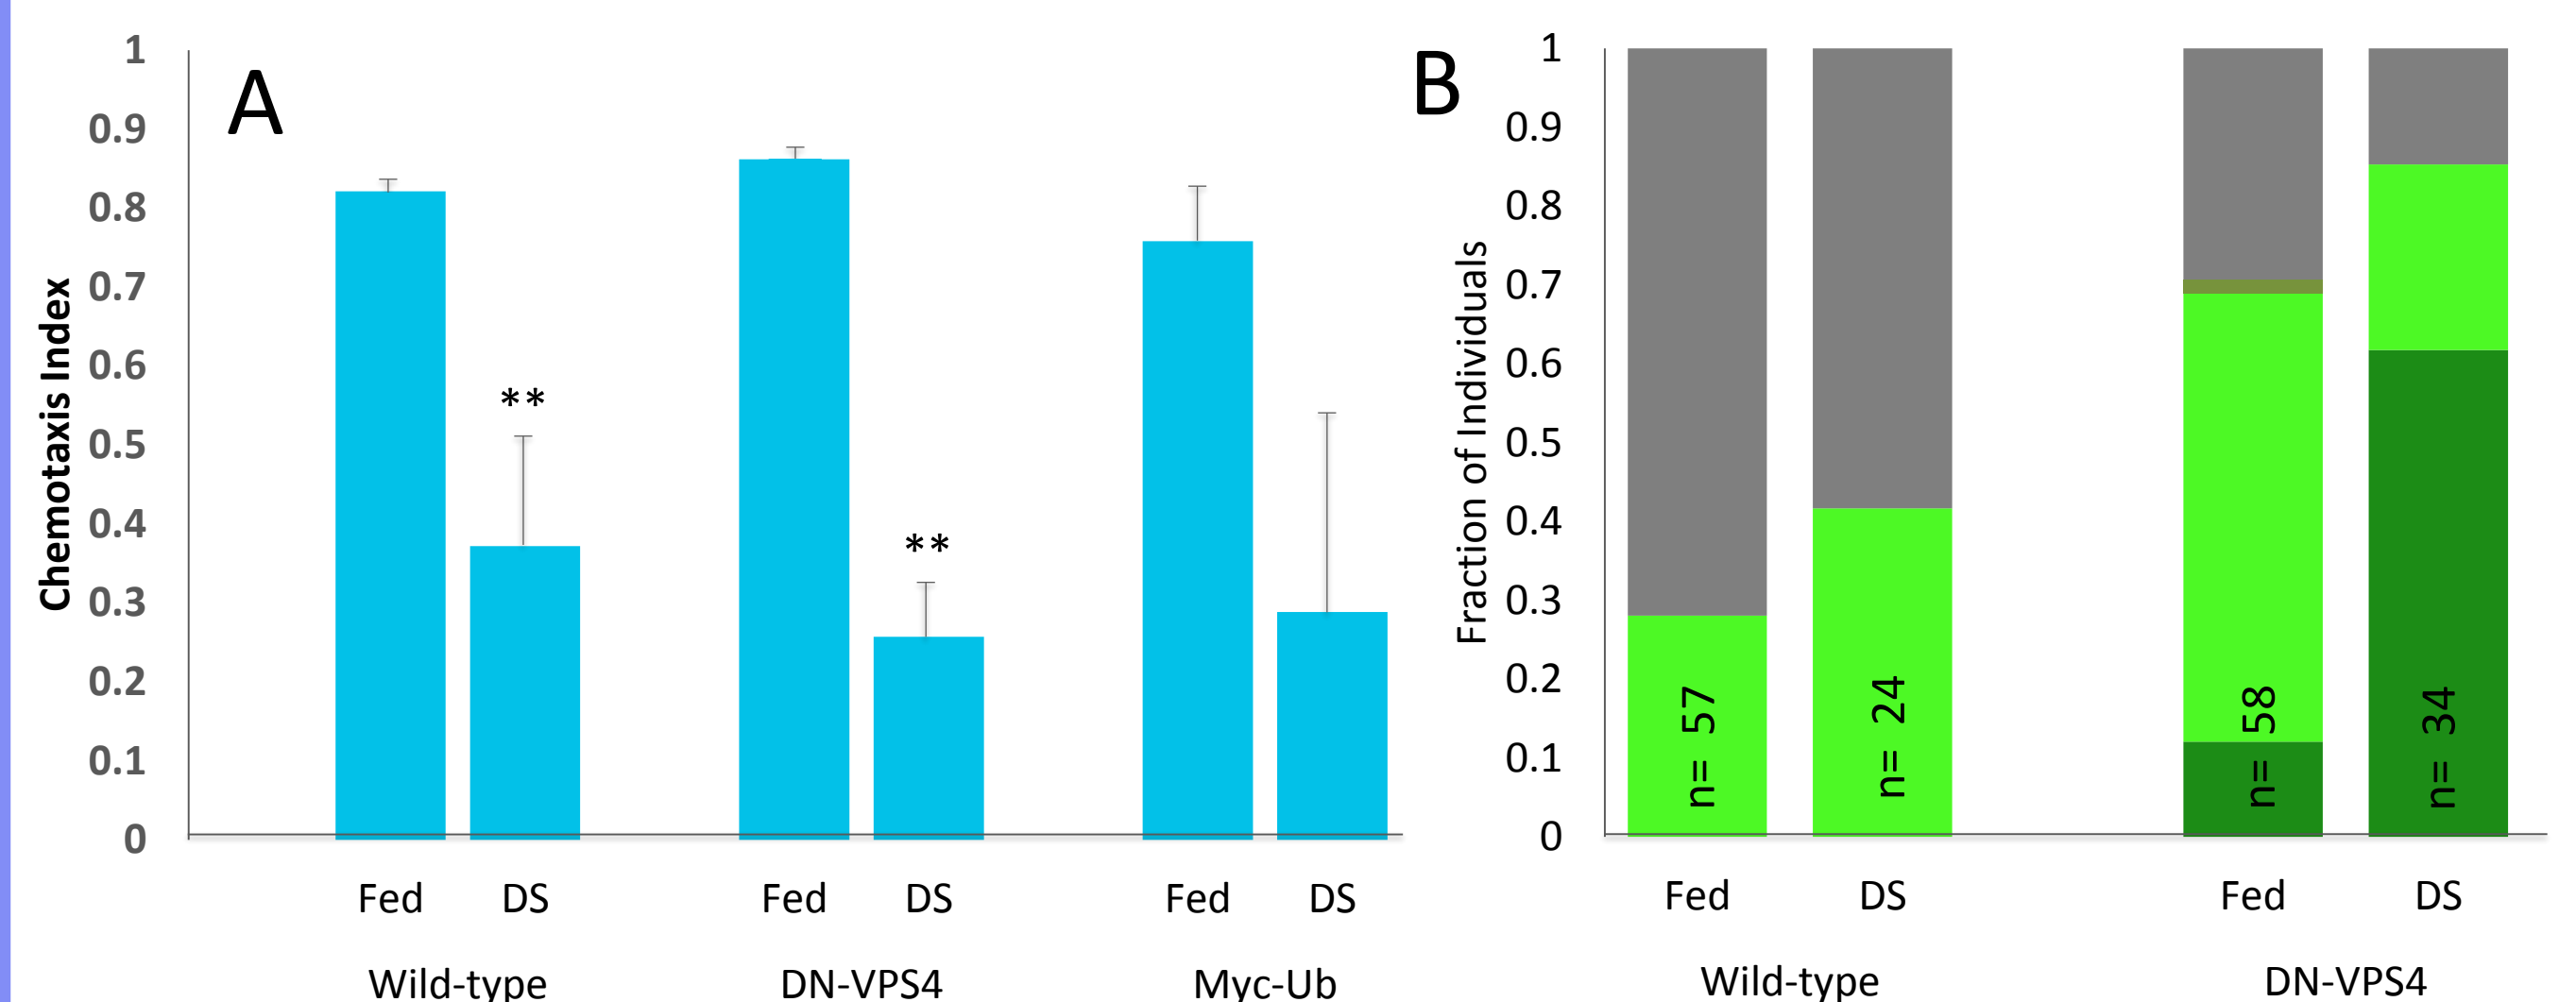 A
Chemotaxis Index
1
0.9
0.8
0.7
0.6
0.5
0.4
0.3
0.2
0.1
0
**
**
Fed DS Fed DS Fed DS
Wild-type DN-VPS4 Myc-Ub
B
Fraction of Individuals
1
0.9
0.8
0.7
0.6
0.5
0.4
0.3
0.2
0.1
0
n= 57
n= 24
n= 58
n= 34
Fed DS Fed DS
Wild-type DN-VPS4